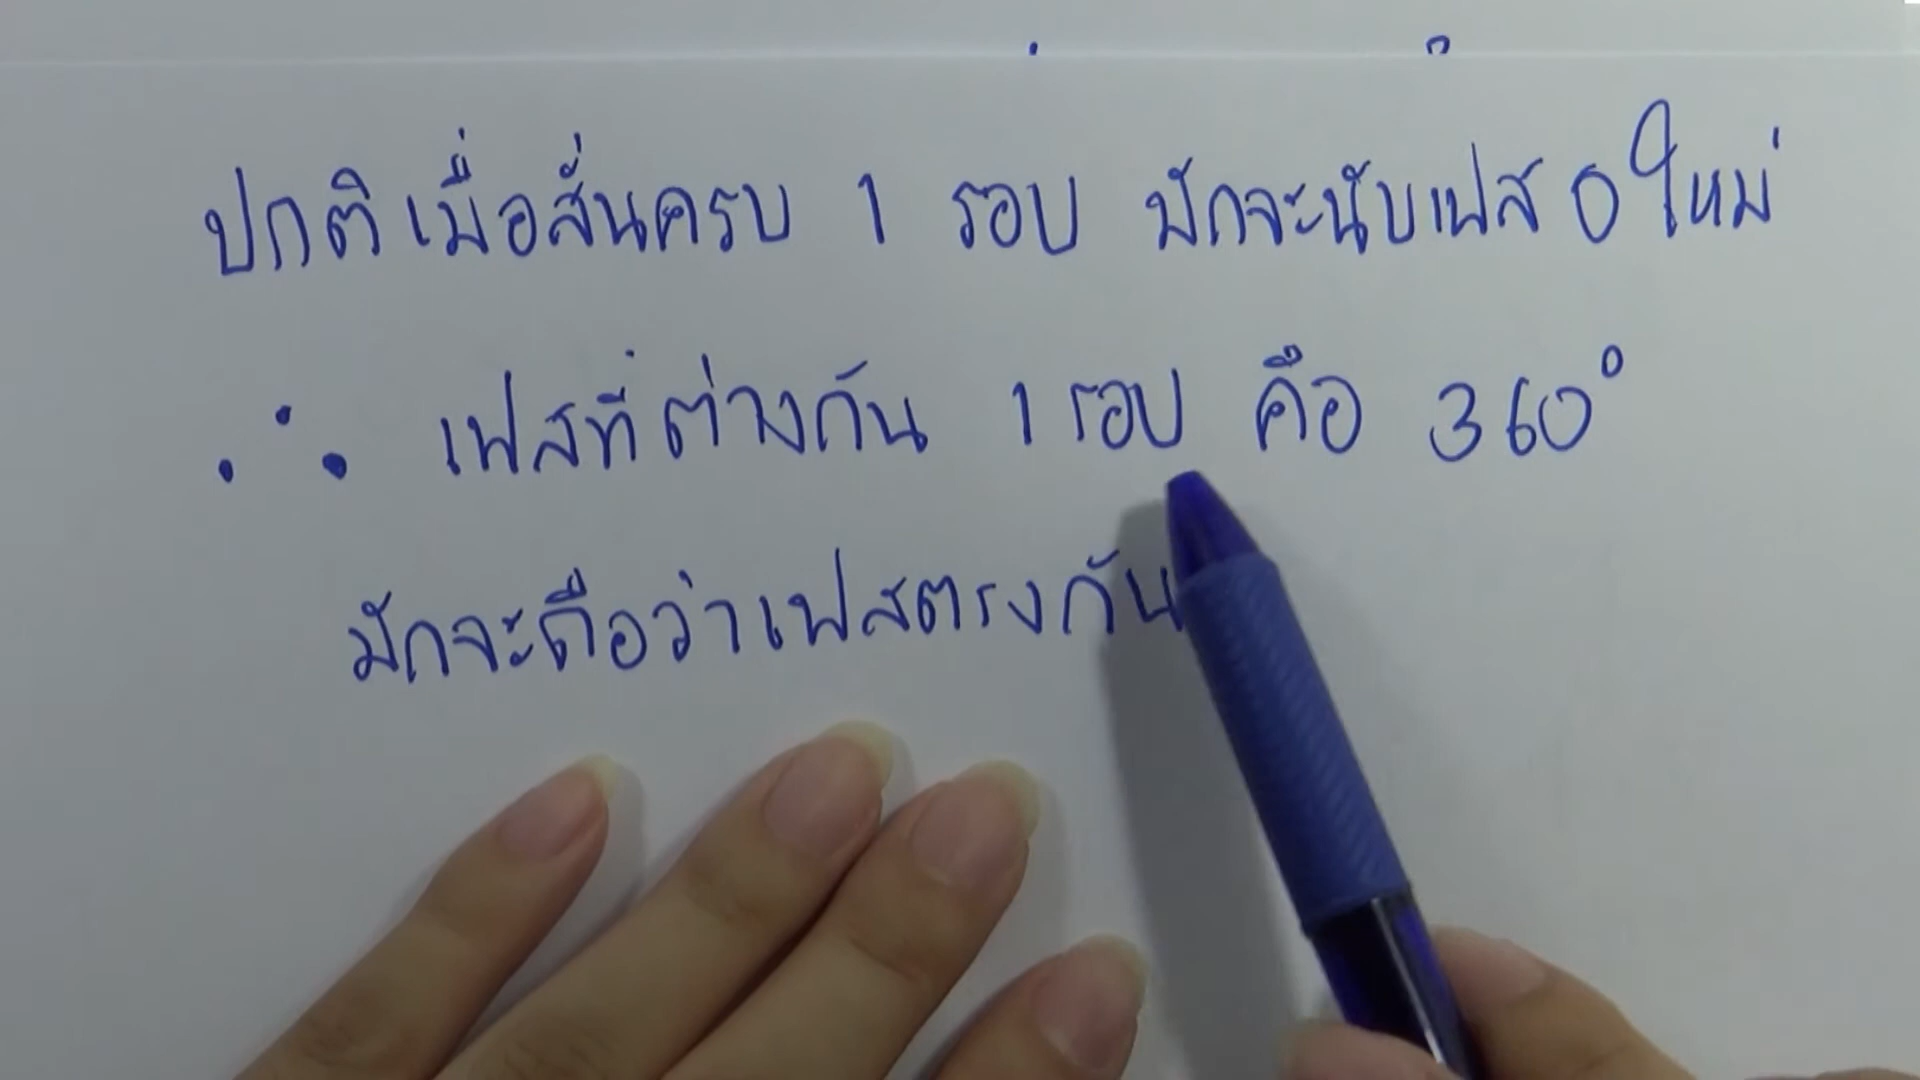 ปกติเมื่อสั่นครบ 1 รอบ มักจะนับเฟส 0 ใหม่
∴ เฟสที่ต่างกัน 1 รอบ คือ 360°
มักจะถือว่าเฟสตรงกัน